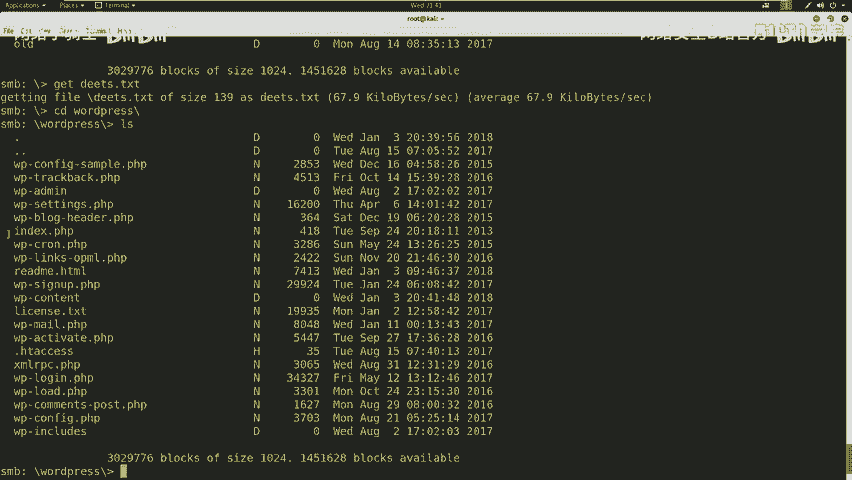 Applications Places Terminal
root@kali: ~
old D 0 Mon Aug 14 08:35:13 2017
3029776 blocks of size 1024. 1451628 blocks available
smb: \> get deets.txt
getting file \deets.txt of size 139 as deets.txt (67.9 KiloBytes/sec) (average 67.9 KiloBytes/sec)
smb: \> cd wordpress\
smb: \wordpress\> ls
. D 0 Wed Jan 3 20:39:56 2018
.. D 0 Tue Aug 15 07:05:52 2017
wp-config-sample.php N 2853 Wed Dec 16 04:58:26 2015
wp-trackback.php N 4513 Fri Oct 14 15:39:28 2016
wp-admin D 0 Wed Aug 2 17:02:02 2017
wp-settings.php N 16200 Thu Apr 6 14:01:42 2017
wp-blog-header.php N 364 Sat Dec 19 06:20:28 2015
index.php N 418 Tue Sep 24 20:18:11 2013
wp-cron.php N 3286 Sun May 24 13:26:25 2015
wp-links-opml.php N 2422 Sun Nov 20 21:46:30 2016
readme.html N 7413 Wed Jan 3 09:46:37 2018
wp-signup.php N 29924 Tue Jan 24 06:08:42 2017
wp-content D 0 Wed Jan 3 20:41:48 2018
license.txt N 19935 Mon Jan 2 12:58:42 2017
wp-mail.php N 8048 Wed Jan 11 00:13:43 2017
wp-activate.php N 5447 Tue Sep 27 17:36:28 2016
.htaccess H 35 Tue Aug 15 07:40:13 2017
xmlrpc.php N 3065 Wed Aug 31 12:31:29 2016
wp-login.php N 34327 Fri May 12 13:12:46 2017
wp-load.php N 3301 Mon Oct 24 23:15:30 2016
wp-comments-post.php N 1627 Mon Aug 29 08:00:32 2016
wp-config.php N 3703 Mon Aug 21 05:25:14 2017
wp-includes D 0 Wed Aug 2 17:02:03 2017
3029776 blocks of size 1024. 1451628 blocks available
smb: \wordpress\>